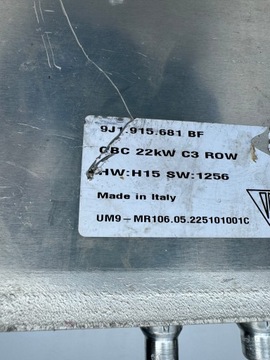 9J1.915.681 BF
OBC 22kW C3 ROW
HW:H15 SW:1256
Made in Italy
UM9-MR106.05.225101001C